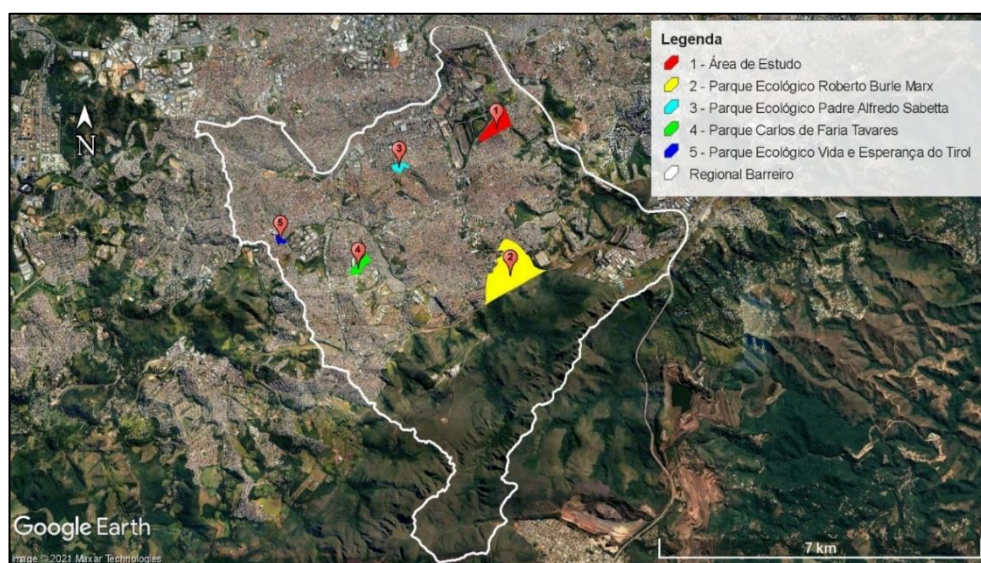 Legenda
1 - Área de Estudo
2 - Parque Ecológico Roberto Burle Marx
3 - Parque Ecológico Padre Alfredo Sabetta
4 - Parque Carlos de Faria Tavares
5 - Parque Ecológico Vida e Esperança do Tirol
Regional Barreiro
1
3
5
4
2
N
Google Earth
Image © 2021 Maxar Technologies
7 km